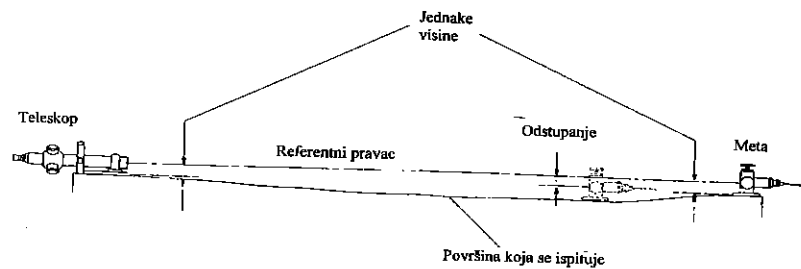 Jednake
visine
Teleskop
Odstupanje
Meta
Referentni pravac
Površina koja se ispituje